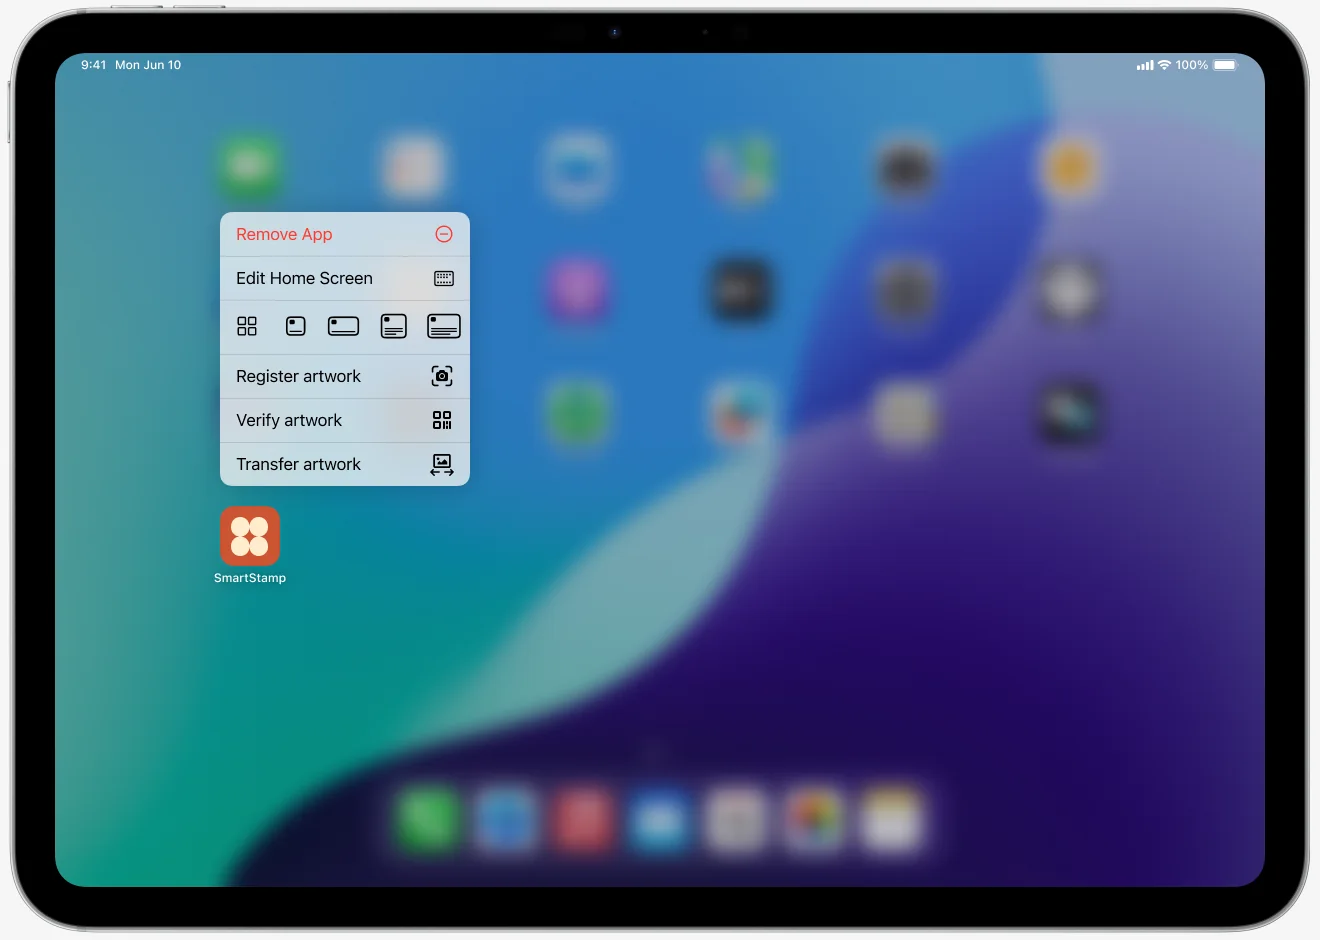 9:41 Mon Jun 10
100%
Remove App
Edit Home Screen
Register artwork
Verify artwork
Transfer artwork
SmartStamp